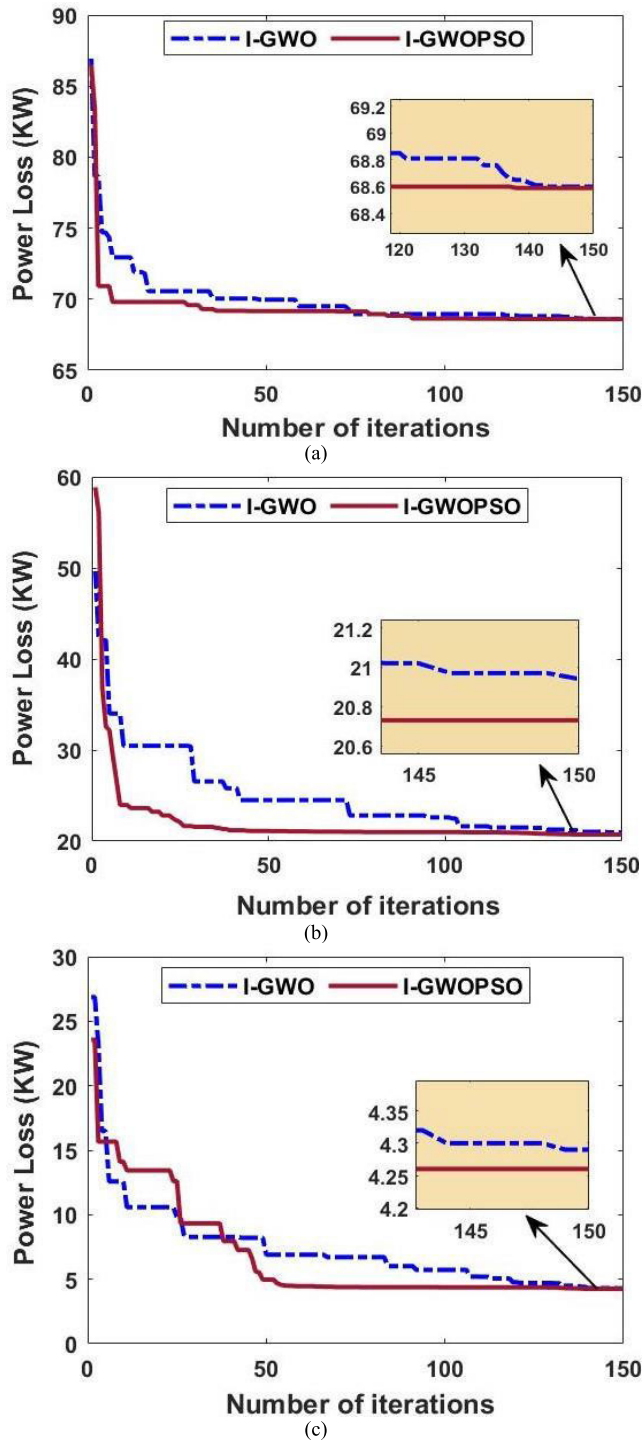 90
I-GWO I-GWOPSO
85
80
75
70
65
Power Loss (KW)
69.2
69
68.8
68.6
68.4
120 130 140 150
0 50 100 150
Number of iterations
(a)
60
I-GWO I-GWOPSO
50
40
30
20
Power Loss (KW)
21.2
21
20.8
20.6
145 150
0 50 100 150
Number of iterations
(b)
30
I-GWO I-GWOPSO
25
20
15
10
5
0
Power Loss (KW)
4.35
4.3
4.25
4.2
145 150
0 50 100 150
Number of iterations
(c)